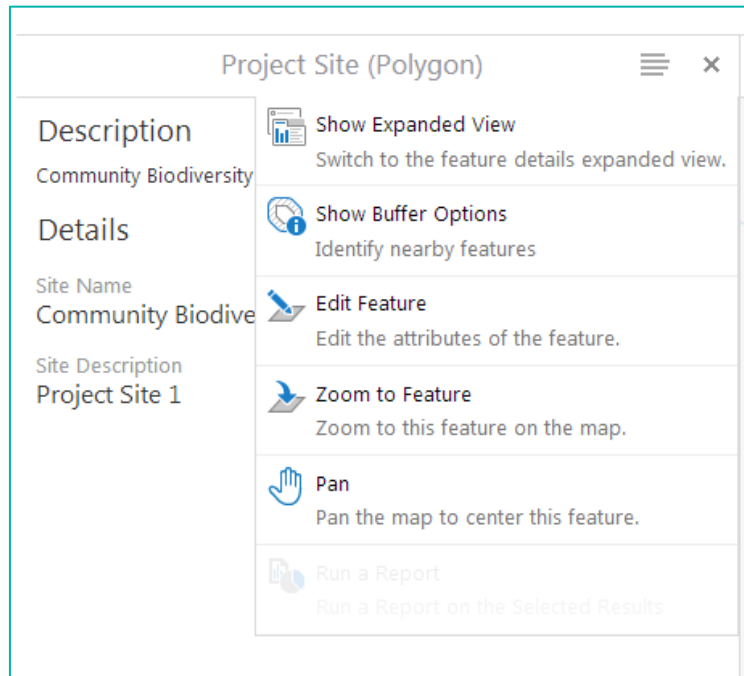 Project Site (Polygon)
Description
Community Biodiversity
Details
Site Name
Community Biodive
Site Description
Project Site 1
Show Expanded View
Switch to the feature details expanded view.
Show Buffer Options
Identify nearby features
Edit Feature
Edit the attributes of the feature.
Zoom to Feature
Zoom to this feature on the map.
Pan
Pan the map to center this feature.
Run a Report
Run a Report on the Selected Results